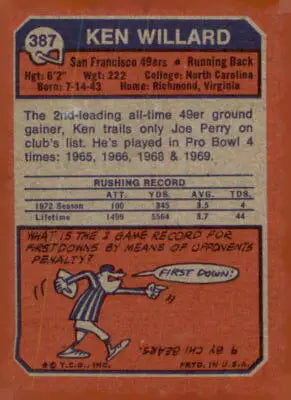 387
KEN WILLARD
San Francisco 49ers • Running Back
Hgt: 6'2" Wgt: 222 College: North Carolina
Born: 7-14-43 Home: Richmond, Virginia
The 2nd-leading all-time 49er ground
gainer, Ken trails only Joe Perry on
club's list. He's played in Pro Bowl 4
times: 1965, 1966, 1968 & 1969.
RUSHING RECORD
ATT. YDS. AVG. TDS
1972 Season 100 345 3.5 4
Lifetime 1495 5564 3.7 44
WHAT IS THE 1 GAME RECORD FOR
FIRST DOWNS BY MEANS OF OPPONENTS
PENALTY?
FIRST DOWN!
9 BY CHI BEARS.
© T.C.G., INC. PRTD. IN U.S.A.